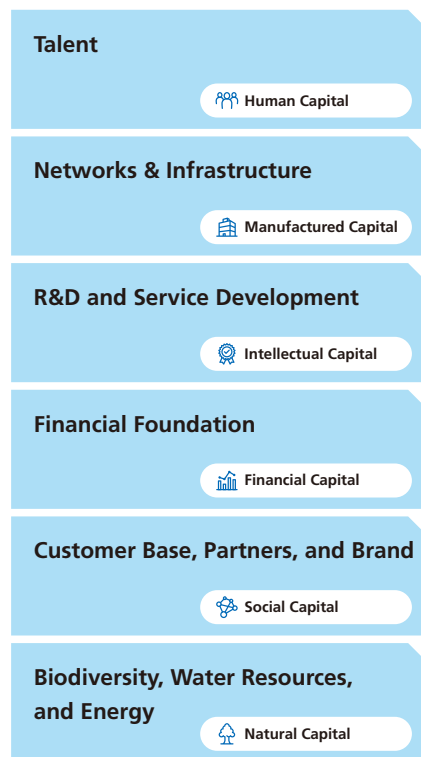 Talent
Human Capital
Networks & Infrastructure
Manufactured Capital
R&D and Service Development
Intellectual Capital
Financial Foundation
Financial Capital
Customer Base, Partners, and Brand
Social Capital
Biodiversity, Water Resources,
and Energy
Natural Capital